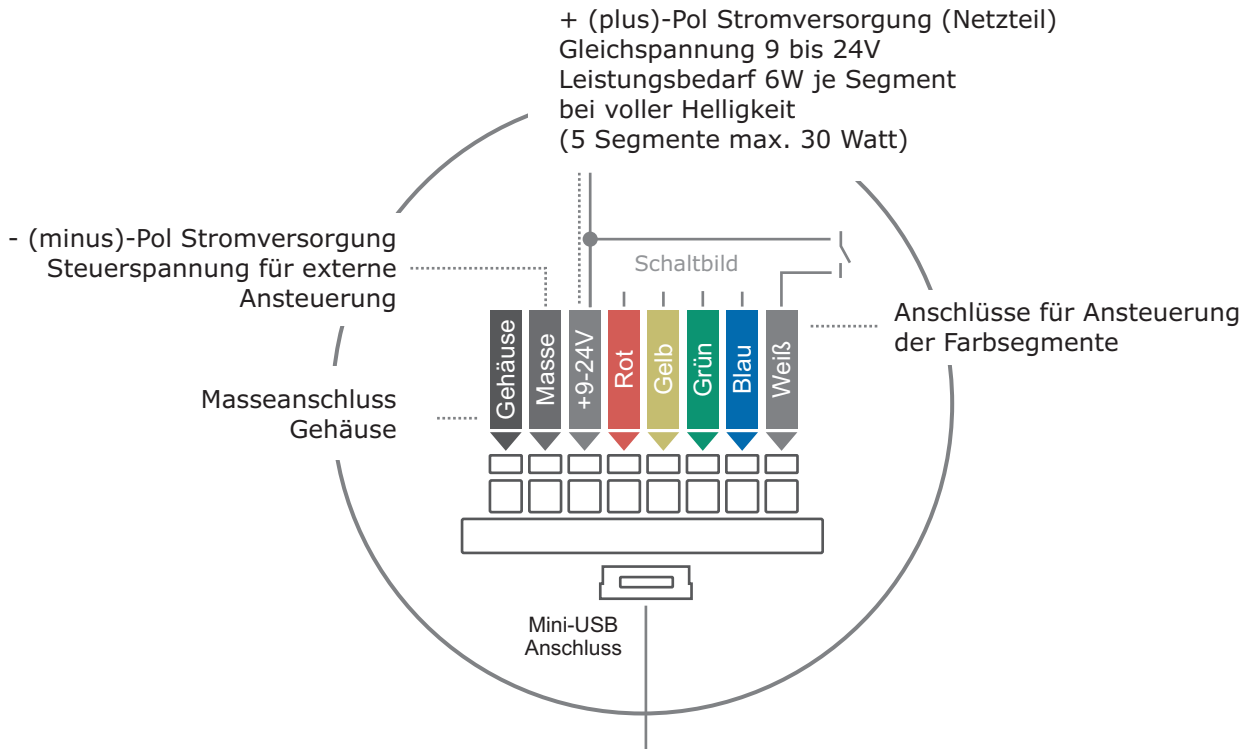 + (plus)-Pol Stromversorgung (Netzteil)
Gleichspannung 9 bis 24V
Leistungsbedarf 6W je Segment
bei voller Helligkeit
(5 Segmente max. 30 Watt)
- (minus)-Pol Stromversorgung
Steuerspannung für externe
Ansteuerung
Schaltbild
Anschlüsse für Ansteuerung
der Farbsegmente
Masseanschluss
Gehäuse
Gehäuse
Masse
+9-24V
Rot
Gelb
Grün
Blau
Weiß
Mini-USB
Anschluss